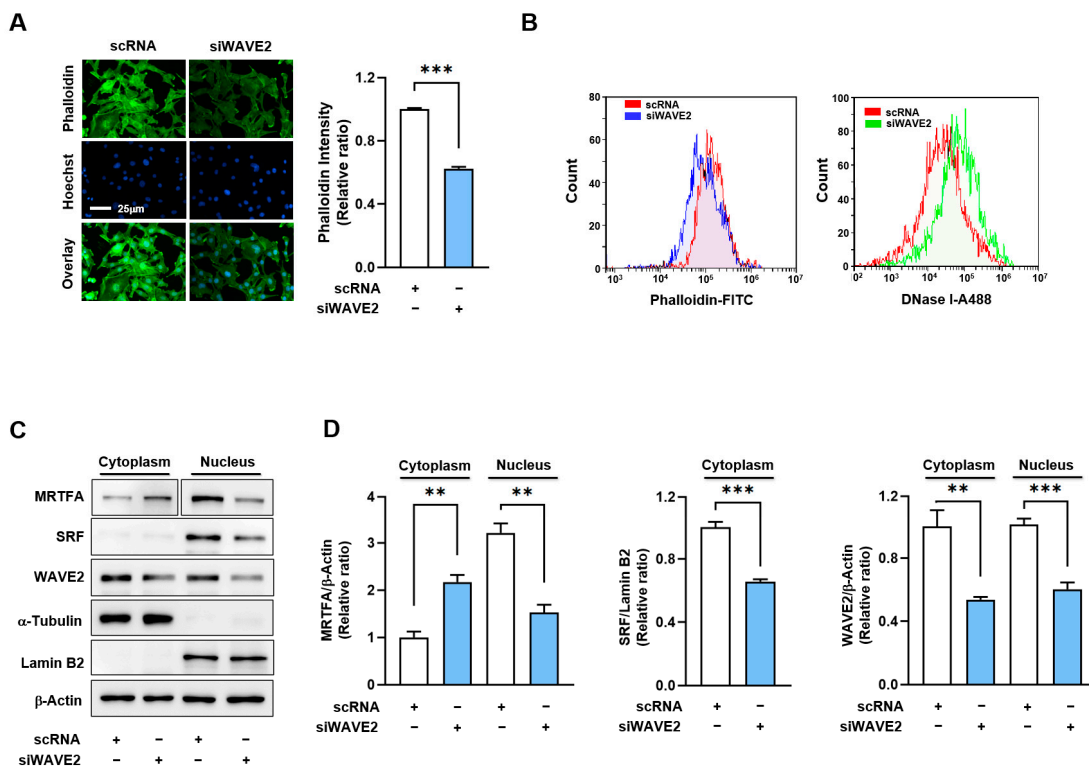 A
scRNA siWAVE2
Phalloidin
Hoechst
25μm
Overlay
***
Phalloidin Intensity
(Relative ratio)
1.2
0.8
0.4
0.0
scRNA + –
siWAVE2 – +
B
Count
80
60
40
20
0
scRNA
siWAVE2
10³ 10⁴ 10⁵ 10⁶ 10⁷
Phalloidin-FITC
Count
100
80
60
40
20
0
scRNA
siWAVE2
0 10² 10³ 10⁴ 10⁵ 10⁶ 10⁷
DNase I-A488
C
Cytoplasm Nucleus
MRTFA
SRF
WAVE2
α-Tubulin
Lamin B2
β-Actin
scRNA + – + –
siWAVE2 – + – +
D
Cytoplasm Nucleus
** **
MRTFA/β-Actin
(Relative ratio)
4
3
2
1
0
scRNA + – + –
siWAVE2 – + – +
Cytoplasm
***
SRF/Lamin B2
(Relative ratio)
1.2
0.8
0.4
0.0
scRNA + –
siWAVE2 – +
Cytoplasm Nucleus
** ***
WAVE2/β-Actin
(Relative ratio)
1.2
0.8
0.4
0.0
scRNA + – + –
siWAVE2 – + – +